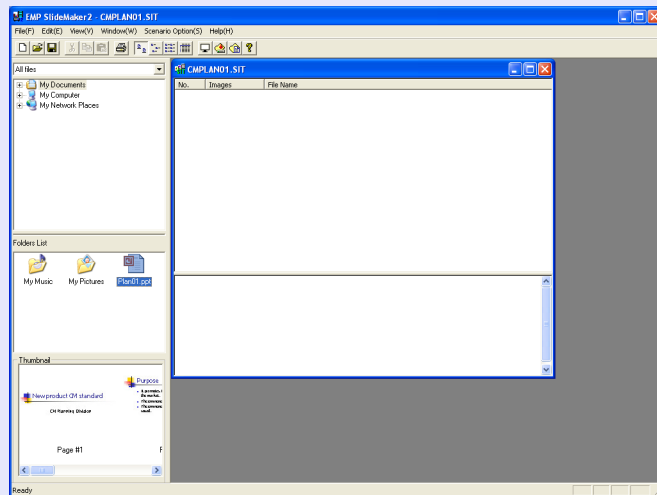 EMP SlideMaker2 - CMPLAN01.SIT
File(F) Edit(E) View(V) Window(W) Scenario Option(S) Help(H)
All files
My Documents
My Computer
My Network Places
CMPLAN01.SIT
No. Images File Name
Folders List
My Music My Pictures Plan01.ppt
Thumbnail
New product CM standard
CM Planning Division
Purpose
Page #1
Ready